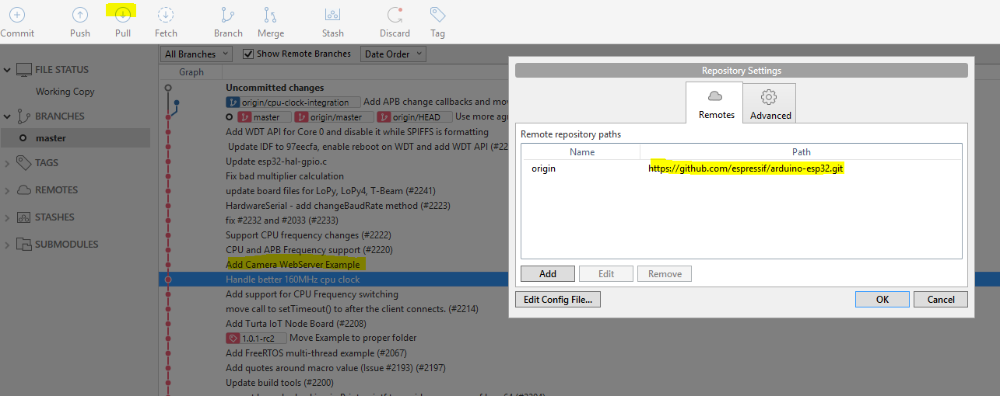 Commit Push Pull Fetch Branch Merge Stash Discard Tag
All Branches Show Remote Branches Date Order
Graph
FILE STATUS
Working Copy
BRANCHES
master
TAGS
REMOTES
STASHES
SUBMODULES
Uncommitted changes
origin/cpu-clock-integration Add APB change callbacks and mov
master origin/master origin/HEAD Use more agr
Add WDT API for Core 0 and disable it while SPIFFS is formatting
Update IDF to 97eecfa, enable reboot on WDT and add WDT API (#22
Update esp32-hal-gpio.c
Fix bad multiplier calculation
update board files for LoPy, LoPy4, T-Beam (#2241)
HardwareSerial - add changeBaudRate method (#2223)
fix #2232 and #2033 (#2233)
Support CPU frequency changes (#2222)
CPU and APB Frequency support (#2220)
Add Camera WebServer Example
Handle better 160MHz cpu clock
Add support for CPU Frequency switching
move call to setTimeout() to after the client connects. (#2214)
Add Turta IoT Node Board (#2208)
1.0.1-rc2 Move Example to proper folder
Add FreeRTOS multi-thread example (#2067)
Add quotes around macro value (Issue #2193) (#2197)
Update build tools (#2200)
Repository Settings
Remotes Advanced
Remote repository paths
Name Path
origin https://github.com/espressif/arduino-esp32.git
Add Edit Remove
Edit Config File... OK Cancel